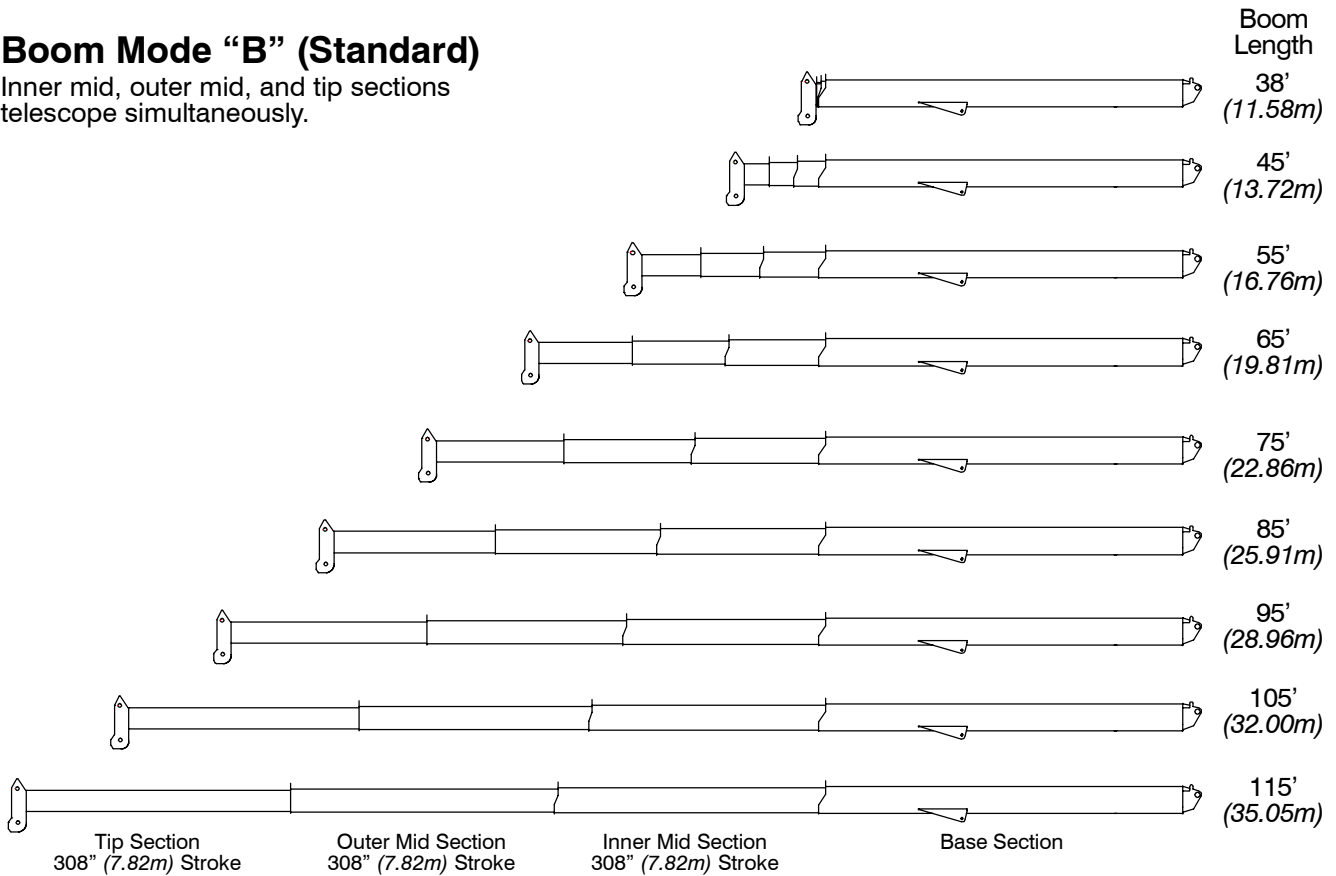 Boom Mode “B” (Standard)
Inner mid, outer mid, and tip sections
telescope simultaneously.
Boom
Length
38’
(11.58m)
45’
(13.72m)
55’
(16.76m)
65’
(19.81m)
75’
(22.86m)
85’
(25.91m)
95’
(28.96m)
105’
(32.00m)
115’
(35.05m)
Tip Section
308” (7.82m) Stroke
Outer Mid Section
308” (7.82m) Stroke
Inner Mid Section
308” (7.82m) Stroke
Base Section